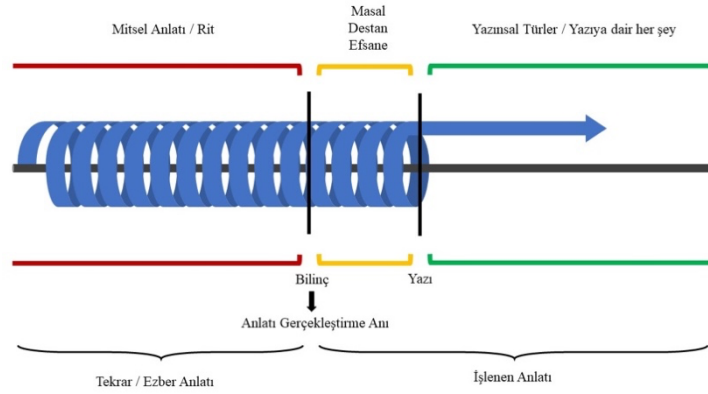 Mitsel Anlatı / Rit
Masal
Destan
Efsane
Yazınsal Türler / Yazıya dair her şey
Bilinç
Yazı
Anlatı Gerçekleştirme Anı
Tekrar / Ezber Anlatı
İşlenen Anlatı